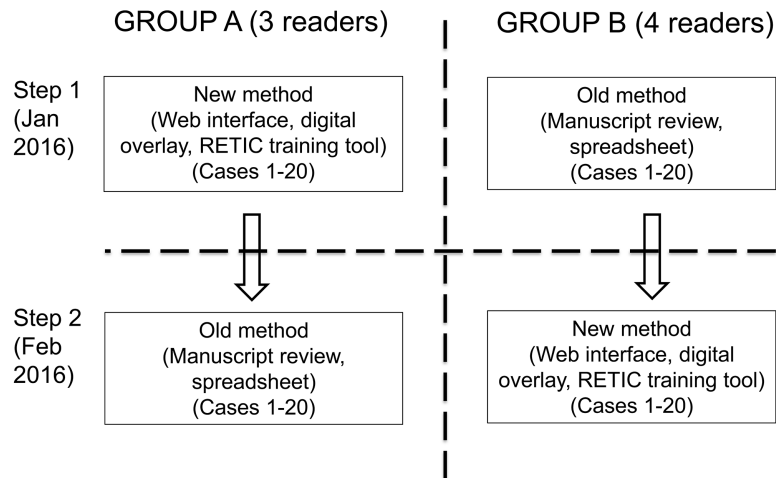 GROUP A (3 readers)
GROUP B (4 readers)
Step 1
(Jan
2016)
New method
(Web interface, digital
overlay, RETIC training tool)
(Cases 1-20)
Old method
(Manuscript review,
spreadsheet)
(Cases 1-20)
Step 2
(Feb
2016)
Old method
(Manuscript review,
spreadsheet)
(Cases 1-20)
New method
(Web interface, digital
overlay, RETIC training tool)
(Cases 1-20)